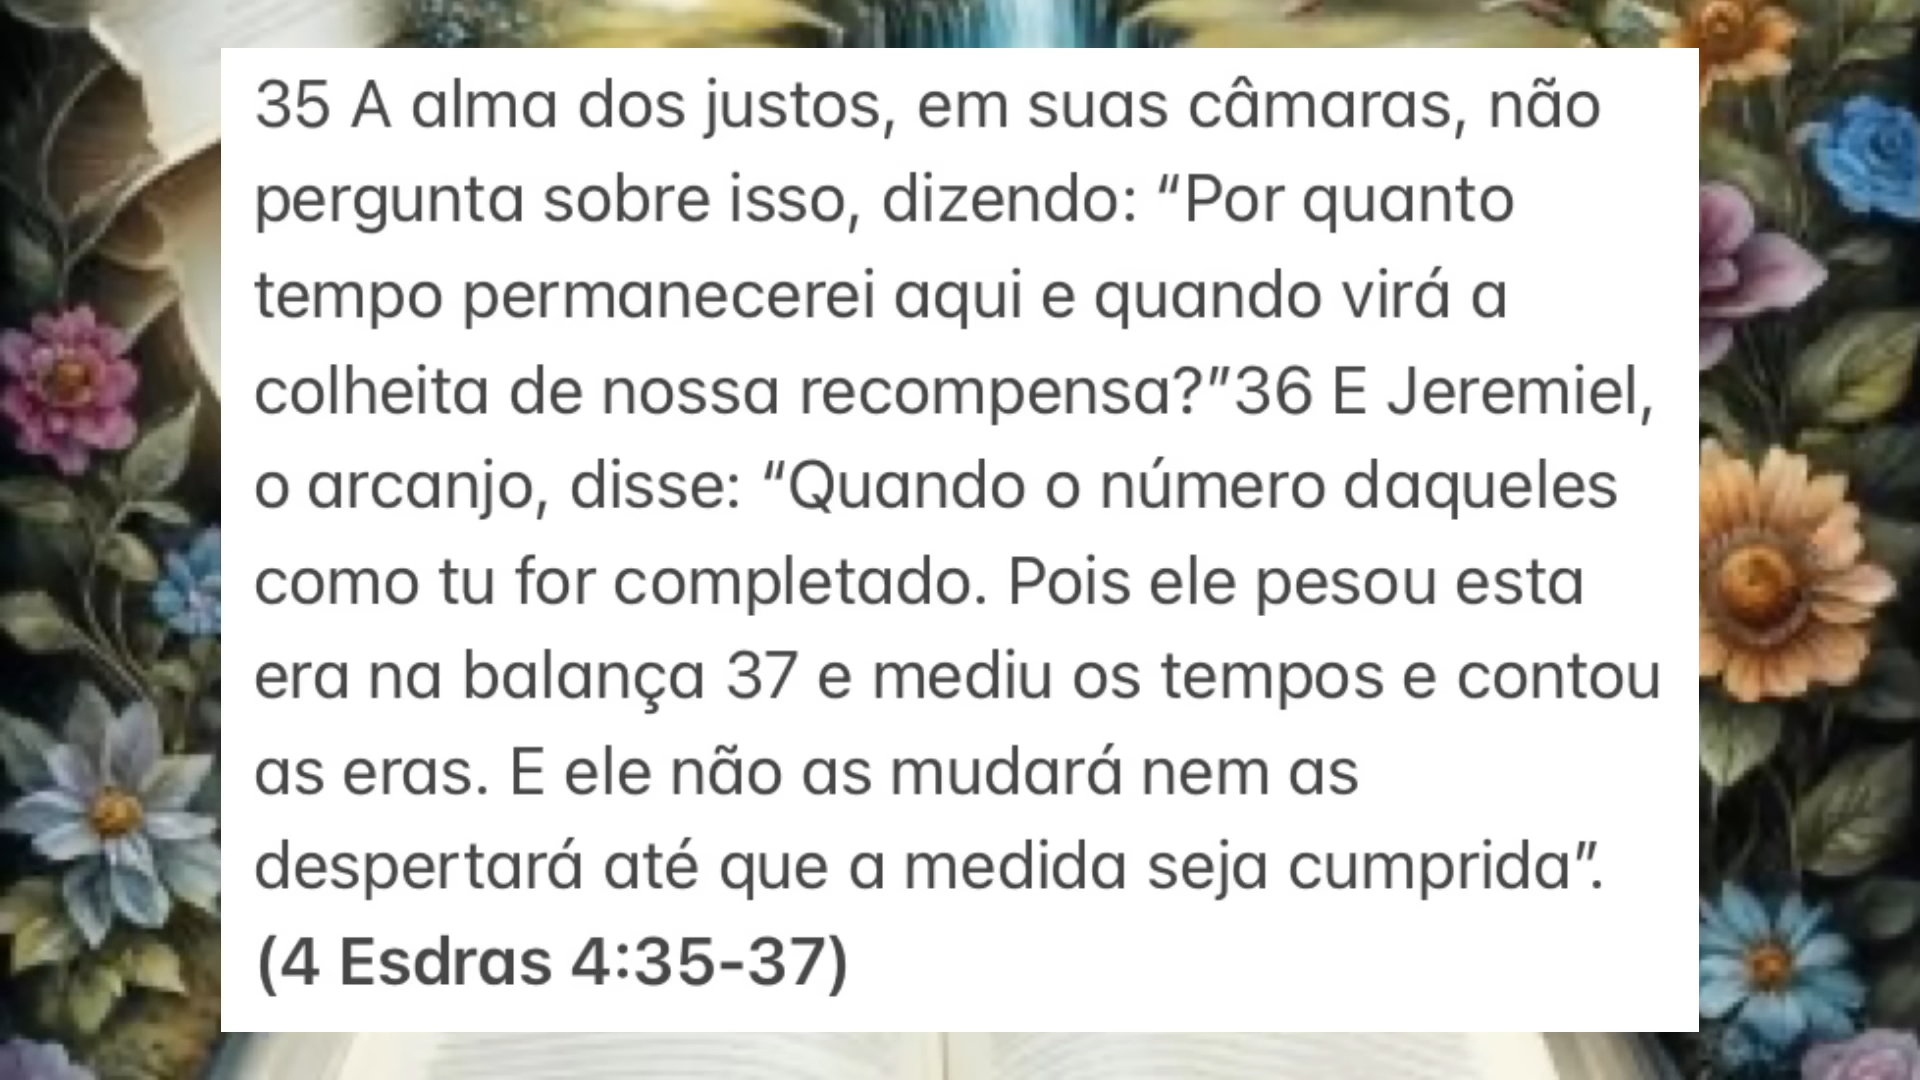 35 A alma dos justos, em suas câmaras, não
pergunta sobre isso, dizendo: “Por quanto
tempo permanecerei aqui e quando virá a
colheita de nossa recompensa?”36 E Jeremiel,
o arcanjo, disse: “Quando o número daqueles
como tu for completado. Pois ele pesou esta
era na balança 37 e mediu os tempos e contou
as eras. E ele não as mudará nem as
despertará até que a medida seja cumprida”.
(4 Esdras 4:35-37)